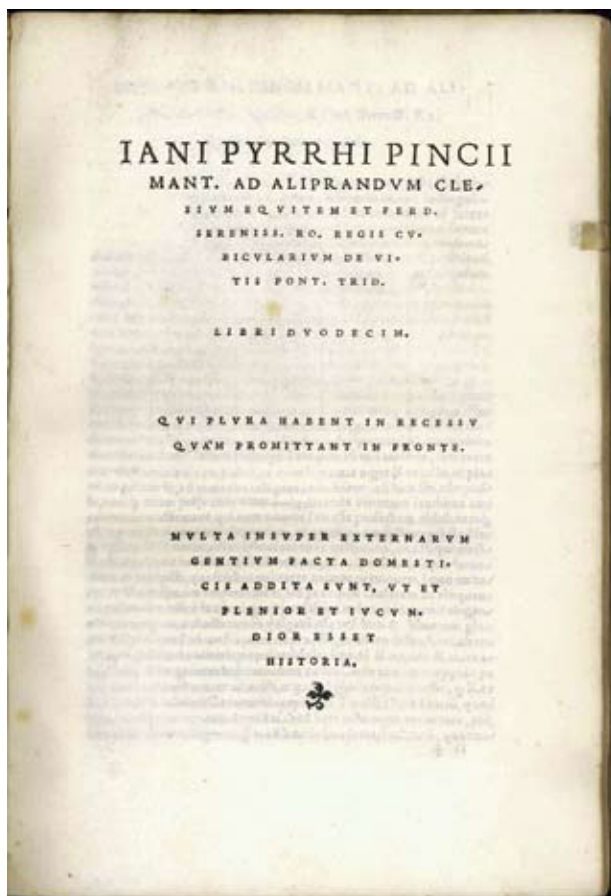 IANI PYRRHI PINCII
MANT. AD ALIPRANDVM CLE-
SIVM EQVITEM ET FERD.
SERENISS. RO. REGIS CV-
BICVLARIVM DE VI-
TIS PONT. TRID.
LIBRI DVODECIM.
QVI PLVRA HABENT IN RECESSV
QVÀM PROMITTANT IN FRONTE.
MVLTA INSVPER EXTERNARVM
GENTIVM FACTA DOMESTI-
CIS ADDITA SVNT, VT ET
PLENIOR ET IVCVN-
DIOR ESSET
HISTORIA.